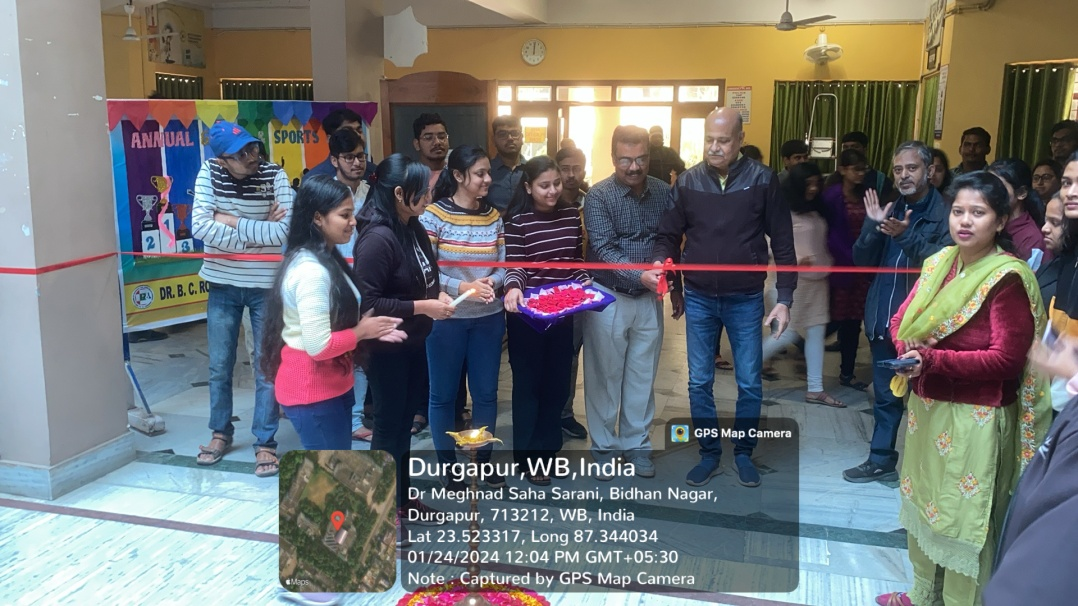 ANNUAL SPORTS
2 1 3
DR. B. C. RO
GPS Map Camera
Durgapur,WB,India
Dr Meghnad Saha Sarani, Bidhan Nagar,
Durgapur, 713212, WB, India
Lat 23.523317, Long 87.344034
01/24/2024 12:04 PM GMT+05:30
Note : Captured by GPS Map Camera
Maps